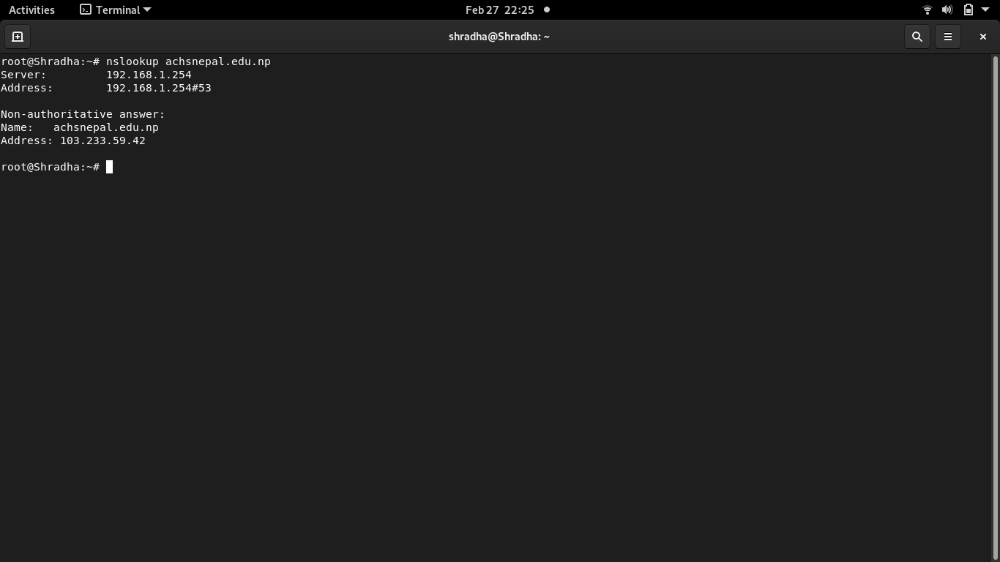 Activities Terminal Feb 27 22:25
shradha@Shradha: ~
root@Shradha:~# nslookup achsnepal.edu.np
Server:         192.168.1.254
Address:        192.168.1.254#53
Non-authoritative answer:
Name:   achsnepal.edu.np
Address: 103.233.59.42
root@Shradha:~#